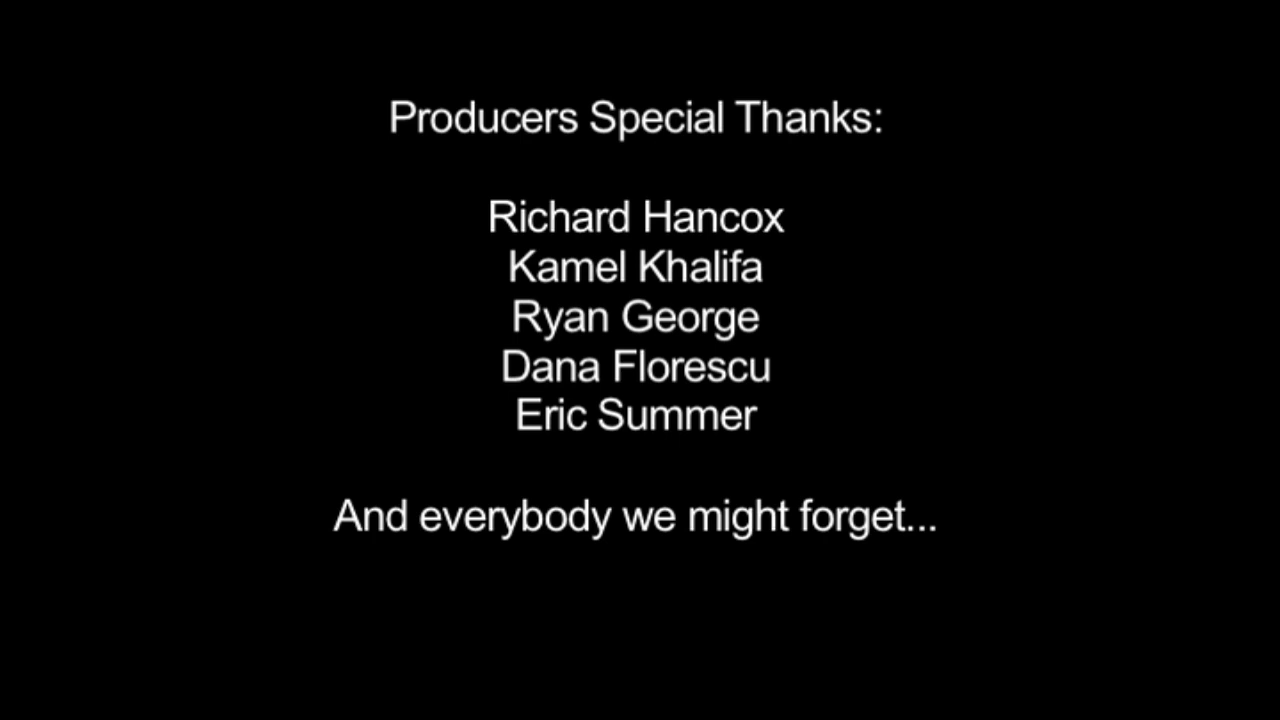 Producers Special Thanks:
Richard Hancox
Kamel Khalifa
Ryan George
Dana Florescu
Eric Summer
And everybody we might forget...